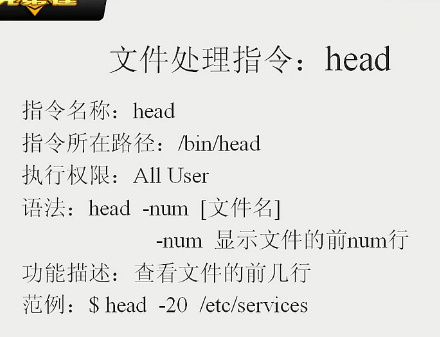 文件处理指令：head
指令名称：head
指令所在路径：/bin/head
执行权限：All User
语法：head -num [文件名]
-num 显示文件的前num行
功能描述：查看文件的前几行
范例：$ head -20 /etc/services